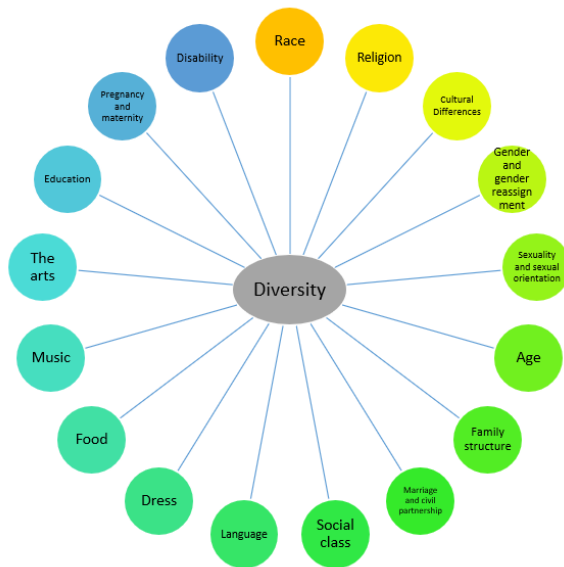 Race
Religion
Cultural
Differences
Gender
and
gender
reassign
ment
Sexuality
and sexual
orientation
Age
Family
structure
Marriage
and civil
partnership
Social
class
Language
Dress
Food
Music
The
arts
Education
Pregnancy
and
maternity
Disability
Diversity